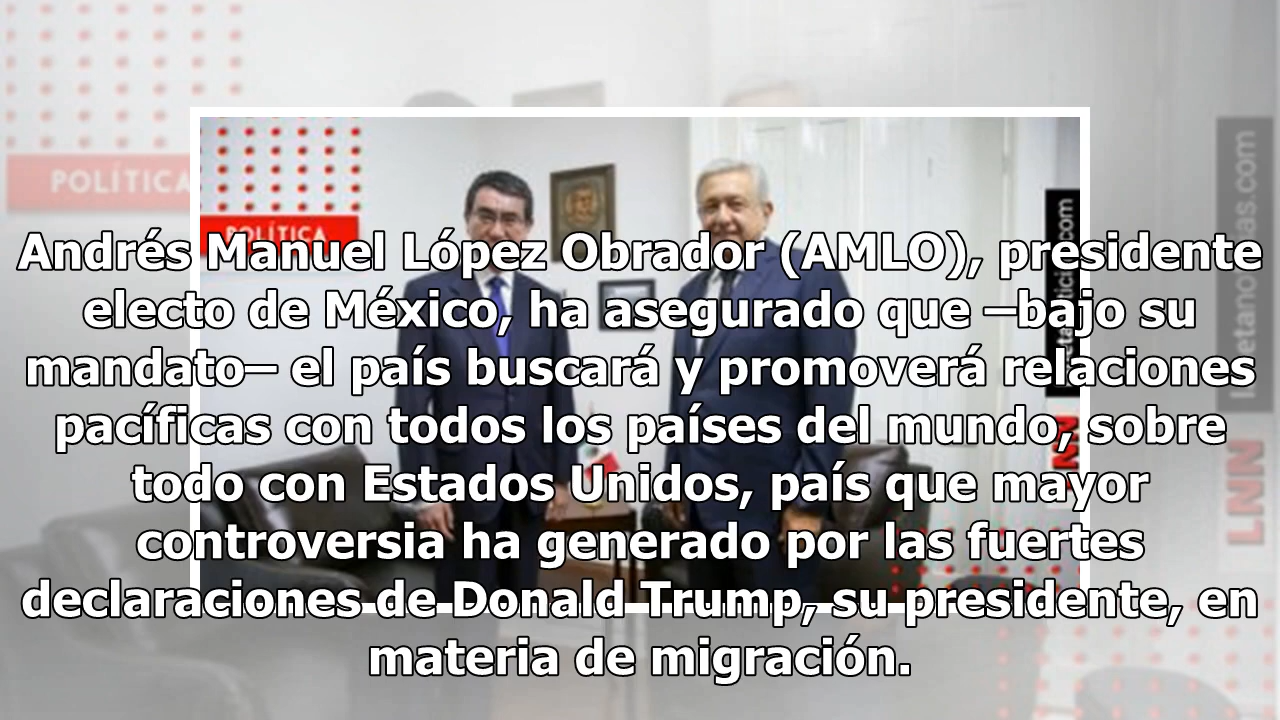 POLÍTICA
POLÍTICA
Andrés Manuel López Obrador (AMLO), presidente
electo de México, ha asegurado que –bajo su
mandato– el país buscará y promoverá relaciones
pacíficas con todos los países del mundo, sobre
todo con Estados Unidos, país que mayor
controversia ha generado por las fuertes
declaraciones de Donald Trump, su presidente, en
materia de migración.
LNN